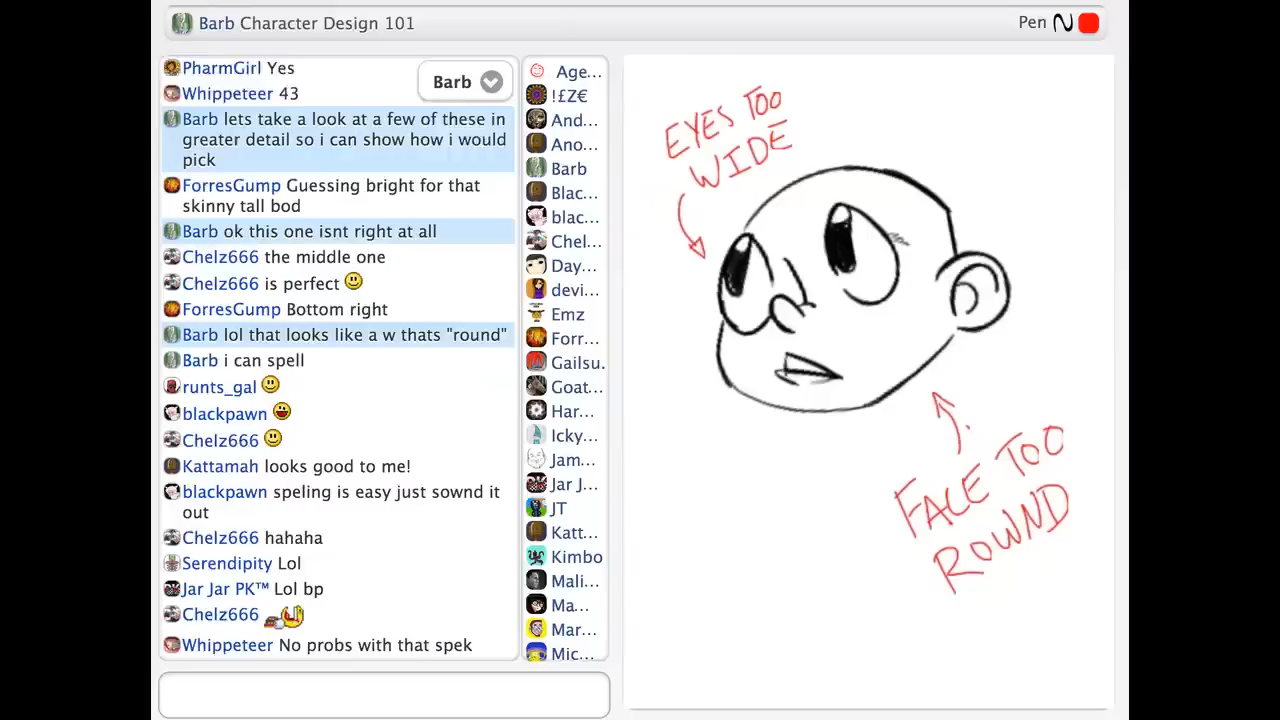 Barb Character Design 101
Pen
PharmGirl Yes
Whippeteer 43
Barb
Barb lets take a look at a few of these in
greater detail so i can show how i would
pick
ForresGump Guessing bright for that
skinny tall bod
Barb ok this one isnt right at all
Chelz666 the middle one
Chelz666 is perfect
ForresGump Bottom right
Barb lol that looks like a w thats "round"
Barb i can spell
runts_gal
blackpawn
Chelz666
Kattamah looks good to me!
blackpawn speling is easy just sownd it
out
Chelz666 hahaha
Serendipity Lol
Jar Jar PK™ Lol bp
Chelz666
Whippeteer No probs with that spek
Age...
!£Z€
And...
Ano...
Barb
Blac...
blac...
Chel...
Day...
devi...
Emz
Forr...
Gailsu.
Goat...
Har...
Icky...
Jam...
Jar J...
JT
Katt...
Kimbo
Mali...
Ma...
Mar...
Mic...
EYES TOO
WIDE
FACE TOO
ROWND